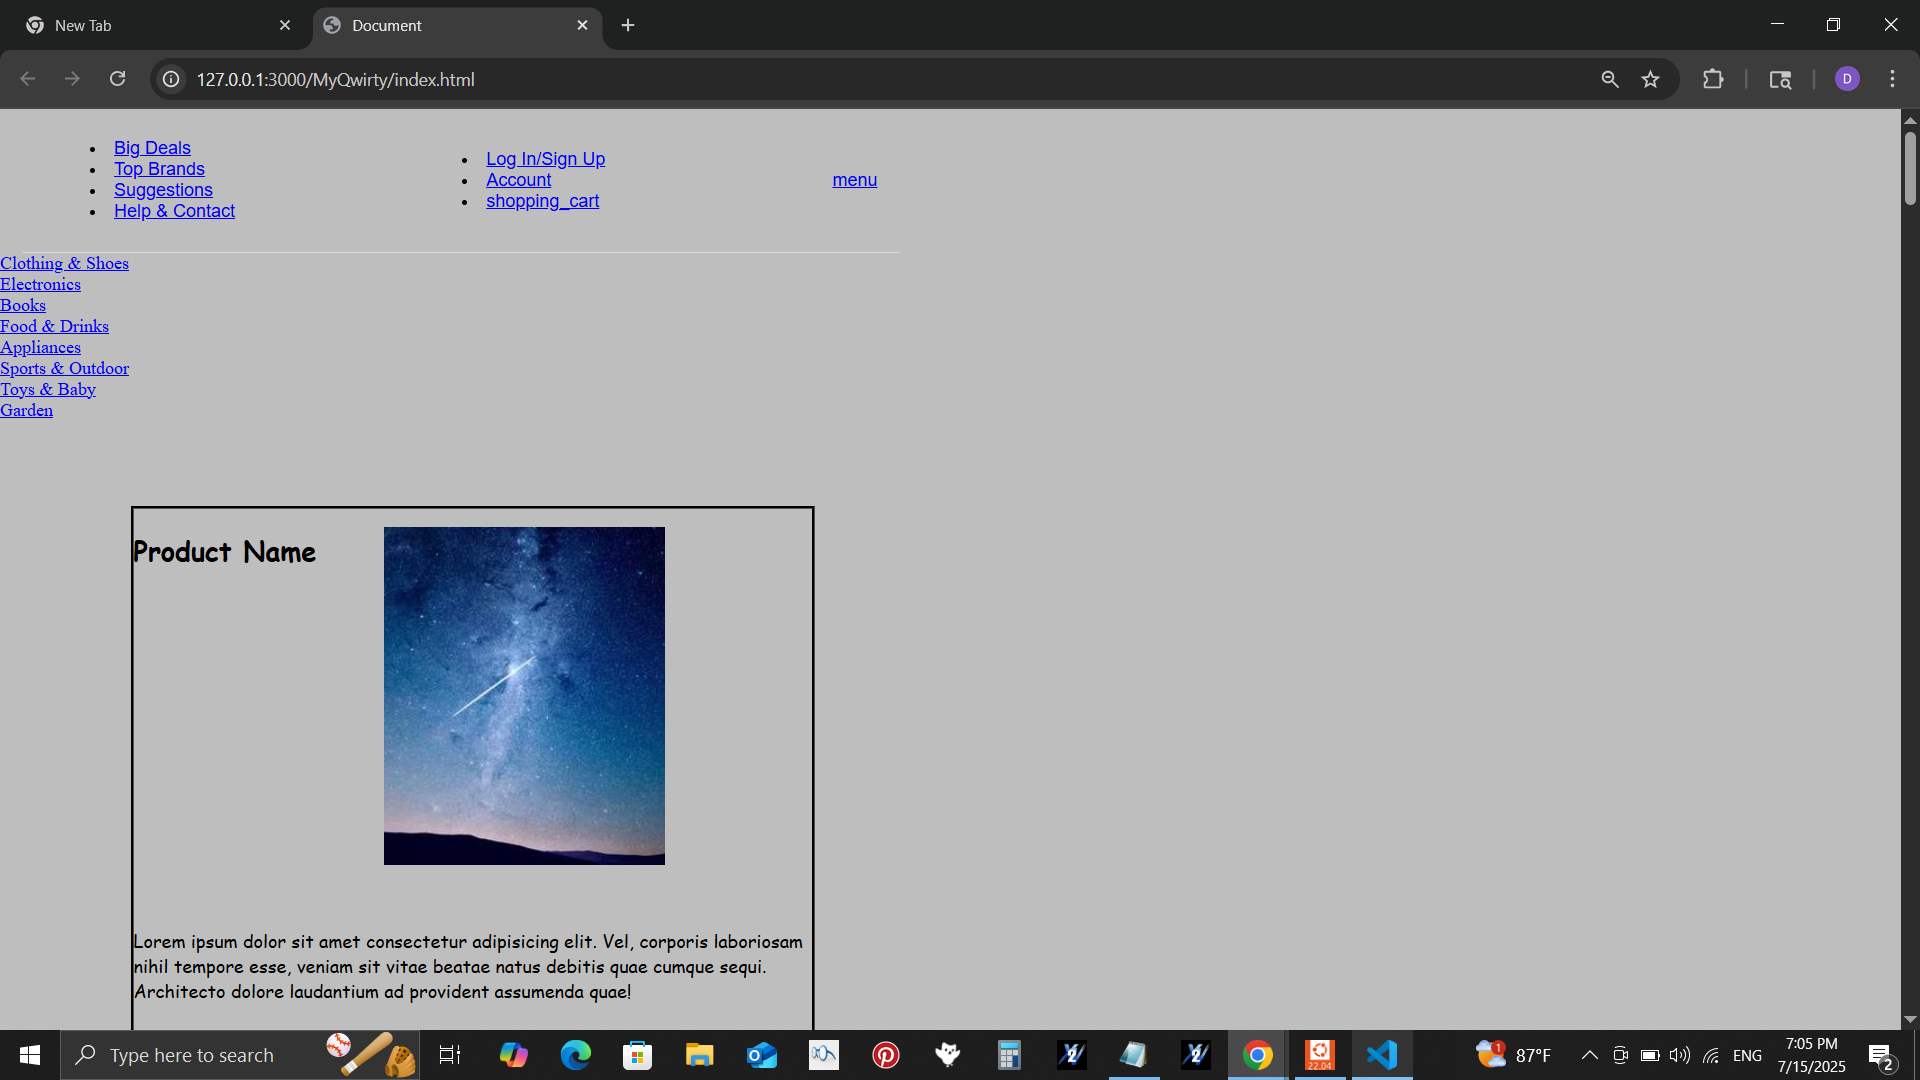 New Tab
Document
127.0.0.1:3000/MyQwirty/index.html
D
Big Deals
Top Brands
Suggestions
Help & Contact
Log In/Sign Up
Account
shopping_cart
menu
Clothing & Shoes
Electronics
Books
Food & Drinks
Appliances
Sports & Outdoor
Toys & Baby
Garden
Product Name
Lorem ipsum dolor sit amet consectetur adipisicing elit. Vel, corporis laboriosam
nihil tempore esse, veniam sit vitae beatae natus debitis quae cumque sequi.
Architecto dolore laudantium ad provident assumenda quae!
Type here to search
22.04
1
87°F
ENG
7:05 PM
7/15/2025
2